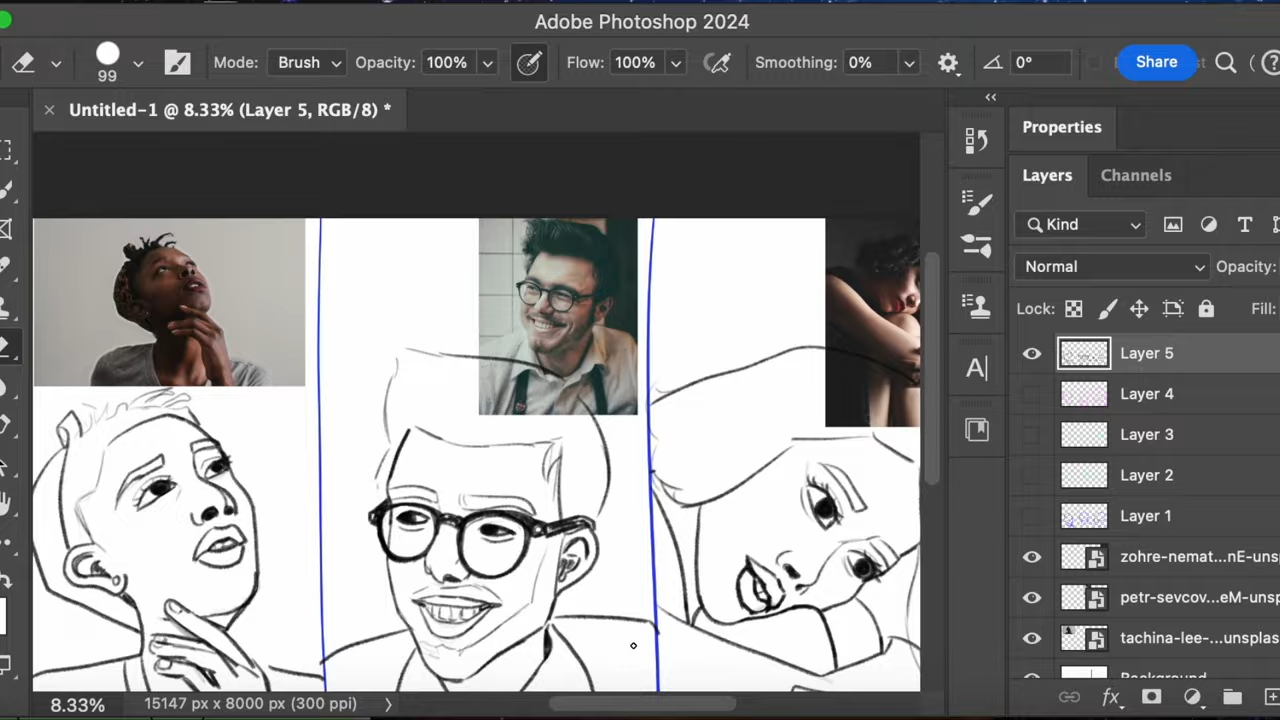 Adobe Photoshop 2024
99 Mode: Brush Opacity: 100% Flow: 100% Smoothing: 0% 0° Share
Untitled-1 @ 8.33% (Layer 5, RGB/8) *
Properties
Layers Channels
Kind
Normal Opacity:
Lock: Fill:
Layer 5
Layer 4
Layer 3
Layer 2
Layer 1
zohre-nemat...nE-unsp
petr-sevcov...eM-unsp
tachina-lee-...unsplas
Background
8.33% 15147 px x 8000 px (300 ppi)